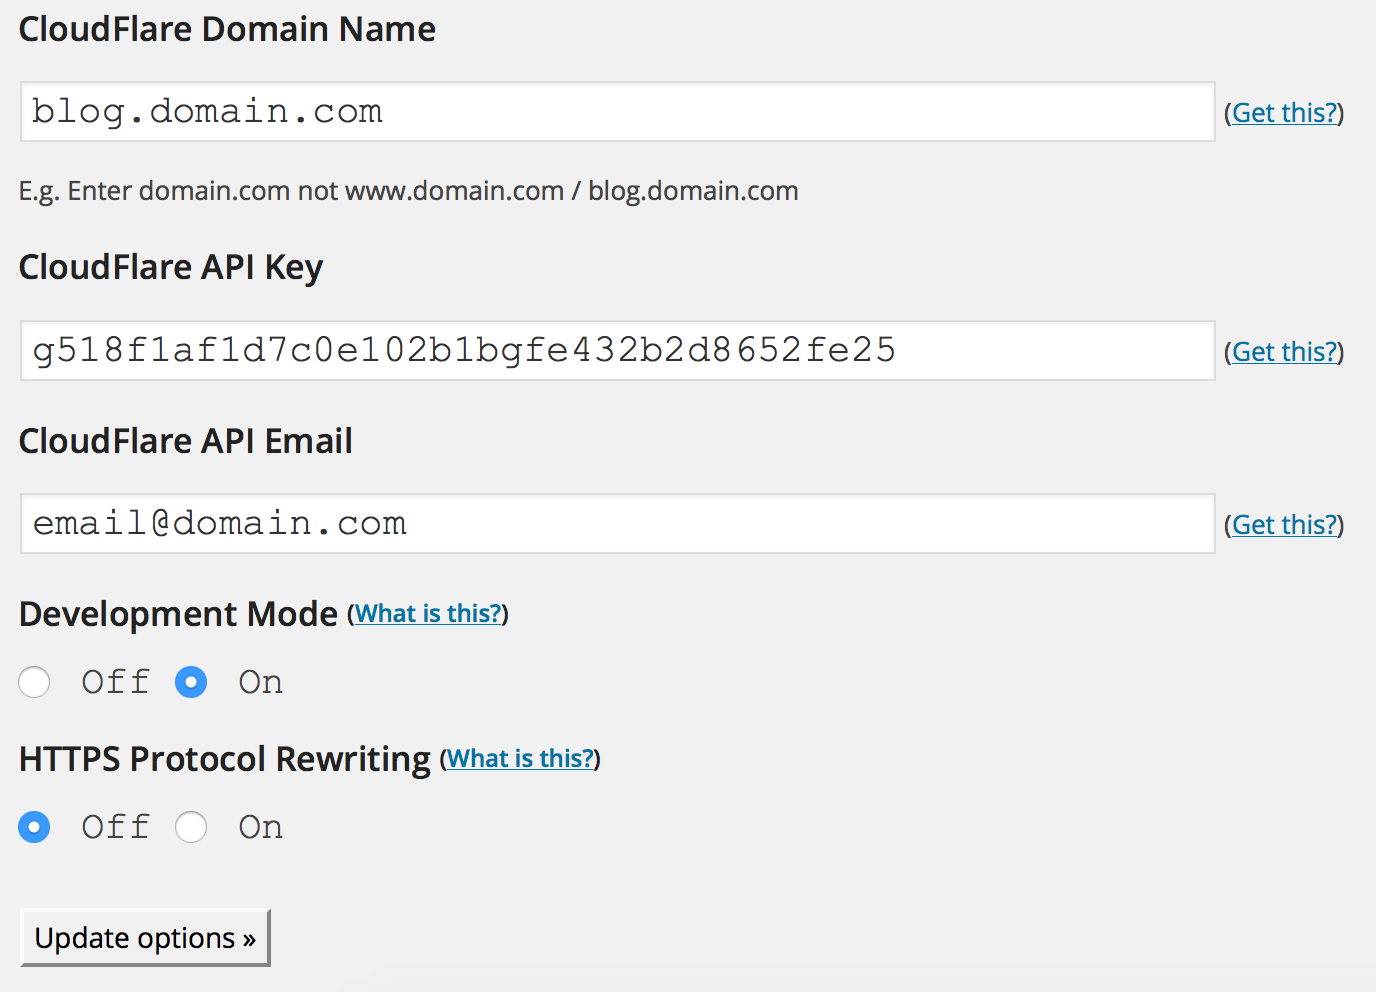 CloudFlare Domain Name
blog.domain.com (Get this?)
E.g. Enter domain.com not www.domain.com / blog.domain.com
CloudFlare API Key
g518f1af1d7c0e102b1bgfe432b2d8652fe25 (Get this?)
CloudFlare API Email
email@domain.com (Get this?)
Development Mode (What is this?)
Off On
HTTPS Protocol Rewriting (What is this?)
Off On
Update options »